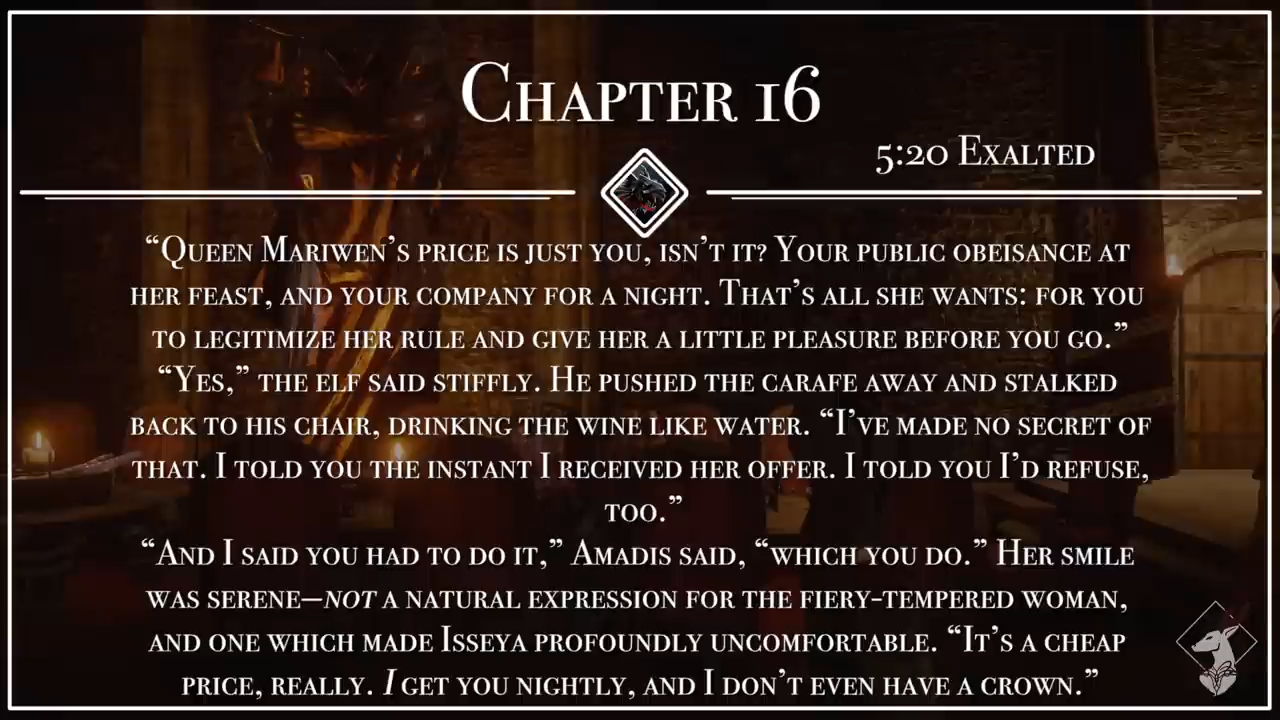 Chapter 16
5:20 Exalted
“Queen Mariwen’s price is just you, isn’t it? Your public obeisance at
her feast, and your company for a night. That’s all she wants: for you
to legitimize her rule and give her a little pleasure before you go.”
“Yes,” the elf said stiffly. He pushed the carafe away and stalked
back to his chair, drinking the wine like water. “I’ve made no secret of
that. I told you the instant I received her offer. I told you I’d refuse,
too.”
“And I said you had to do it,” Amadis said, “which you do.” Her smile
was serene—not a natural expression for the fiery-tempered woman,
and one which made Isseya profoundly uncomfortable. “It’s a cheap
price, really. I get you nightly, and I don’t even have a crown.”